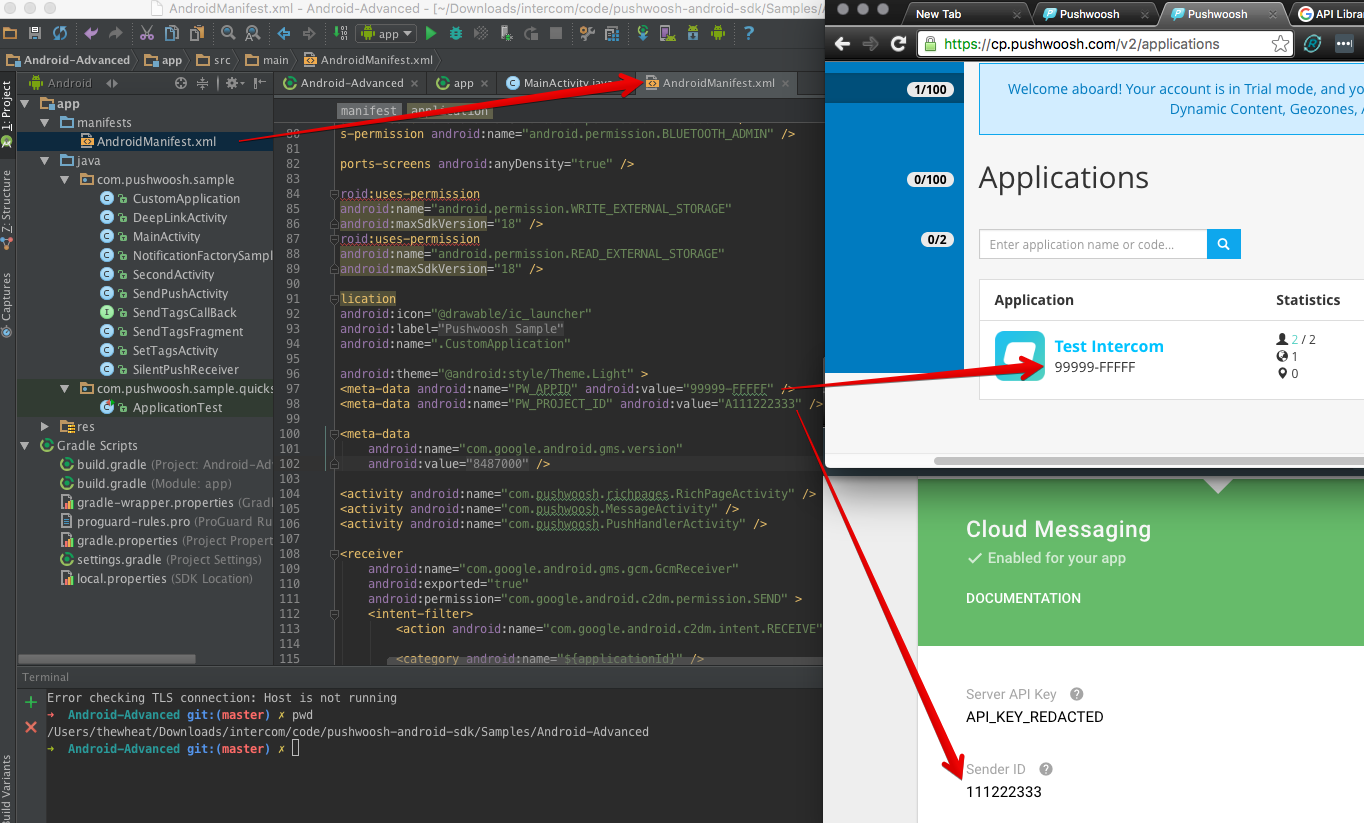 AndroidManifest.xml - Android-Advanced - [~/Downloads/intercom/code/pushwoosh-android-sdk/Samples/A
app
Android-Advanced app src main AndroidManifest.xml
Android
Android-Advanced app MainActivity.java AndroidManifest.xml
1: Project
Z: Structure
Captures
Build Variants
app
manifests
AndroidManifest.xml
java
com.pushwoosh.sample
CustomApplication
DeepLinkActivity
MainActivity
NotificationFactorySampl
SecondActivity
SendPushActivity
SendTagsCallBack
SendTagsFragment
SetTagsActivity
SilentPushReceiver
com.pushwoosh.sample.quicks
ApplicationTest
res
Gradle Scripts
build.gradle (Project: Android-Ad
build.gradle (Module: app)
gradle-wrapper.properties (Grad
proguard-rules.pro (ProGuard Ru
gradle.properties (Project Propert
settings.gradle (Project Settings)
local.properties (SDK Location)
manifest application
80 s-permission android:name="android.permission.BLUETOOTH_ADMIN" />
81
82 ports-screens android:anyDensity="true" />
83
84 roid:uses-permission
85 android:name="android.permission.WRITE_EXTERNAL_STORAGE"
86 android:maxSdkVersion="18" />
87 roid:uses-permission
88 android:name="android.permission.READ_EXTERNAL_STORAGE"
89 android:maxSdkVersion="18" />
90
91 lication
92 android:icon="@drawable/ic_launcher"
93 android:label="Pushwoosh Sample"
94 android:name=".CustomApplication"
95
96 android:theme="@android:style/Theme.Light" >
97 <meta-data android:name="PW_APPID" android:value="99999-FFFFF" />
98 <meta-data android:name="PW_PROJECT_ID" android:value="A111222333" />
99
100 <meta-data
101 android:name="com.google.android.gms.version"
102 android:value="8487000" />
103
104 <activity android:name="com.pushwoosh.richpages.RichPageActivity" />
105 <activity android:name="com.pushwoosh.MessageActivity" />
106 <activity android:name="com.pushwoosh.PushHandlerActivity" />
107
108 <receiver
109 android:name="com.google.android.gms.gcm.GcmReceiver"
110 android:exported="true"
111 android:permission="com.google.android.c2dm.permission.SEND" >
112 <intent-filter>
113 <action android:name="com.google.android.c2dm.intent.RECEIVE"
114
115 <category android:name="${applicationId}" />
Terminal
Error checking TLS connection: Host is not running
→ Android-Advanced git:(master) ✗ pwd
/Users/thewheat/Downloads/intercom/code/pushwoosh-android-sdk/Samples/Android-Advanced
→ Android-Advanced git:(master) ✗
New Tab Pushwoosh Pushwoosh API Librar
https://cp.pushwoosh.com/v2/applications
1/100
0/100
0/2
Welcome aboard! Your account is in Trial mode, and yo
Dynamic Content, Geozones, A
Applications
Enter application name or code...
Application Statistics
Test Intercom
99999-FFFFF
2 / 2
1
0
Cloud Messaging
✓ Enabled for your app
DOCUMENTATION
Server API Key ?
API_KEY_REDACTED
Sender ID ?
111222333